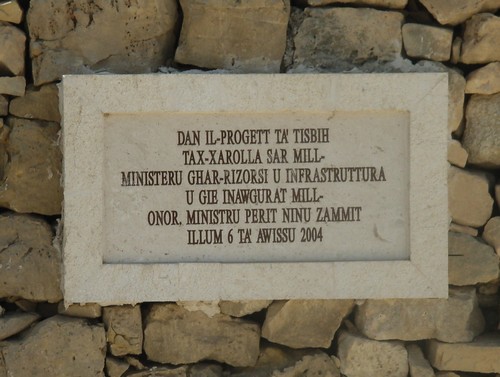 DAN IL-PROGETT TA' TISBIH
TAX-XAROLLA SAR MILL-
MINISTERU GHAR-RIZORSI U INFRASTRUTTURA
U GIE INAWGURAT MILL-
ONOR, MINISTRU PERIT NINU ZAMMIT
ILLUM 6 TA' AWISSU 2004